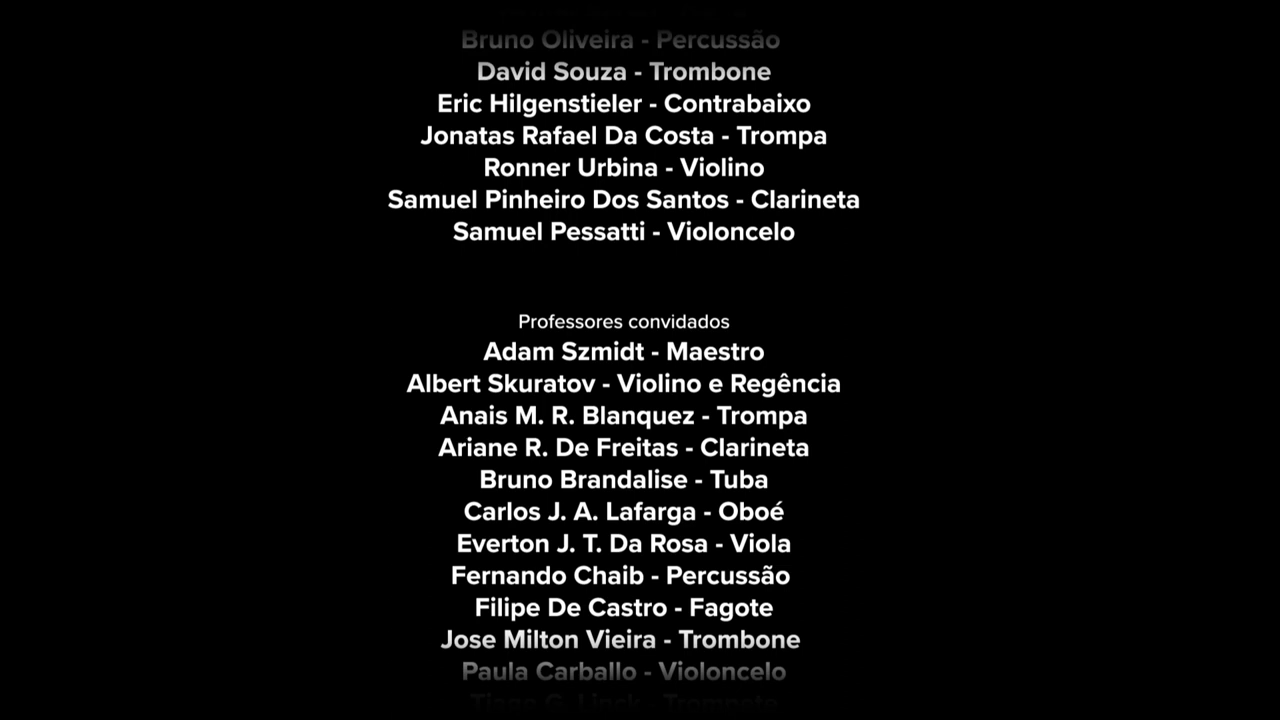 Bruno Oliveira - Percussão
David Souza - Trombone
Eric Hilgenstieler - Contrabaixo
Jonatas Rafael Da Costa - Trompa
Ronner Urbina - Violino
Samuel Pinheiro Dos Santos - Clarineta
Samuel Pessatti - Violoncelo
Professores convidados
Adam Szmidt - Maestro
Albert Skuratov - Violino e Regência
Anais M. R. Blanquez - Trompa
Ariane R. De Freitas - Clarineta
Bruno Brandalise - Tuba
Carlos J. A. Lafarga - Oboé
Everton J. T. Da Rosa - Viola
Fernando Chaib - Percussão
Filipe De Castro - Fagote
Jose Milton Vieira - Trombone
Paula Carballo - Violoncelo
Tiago G. Linck - Trompete